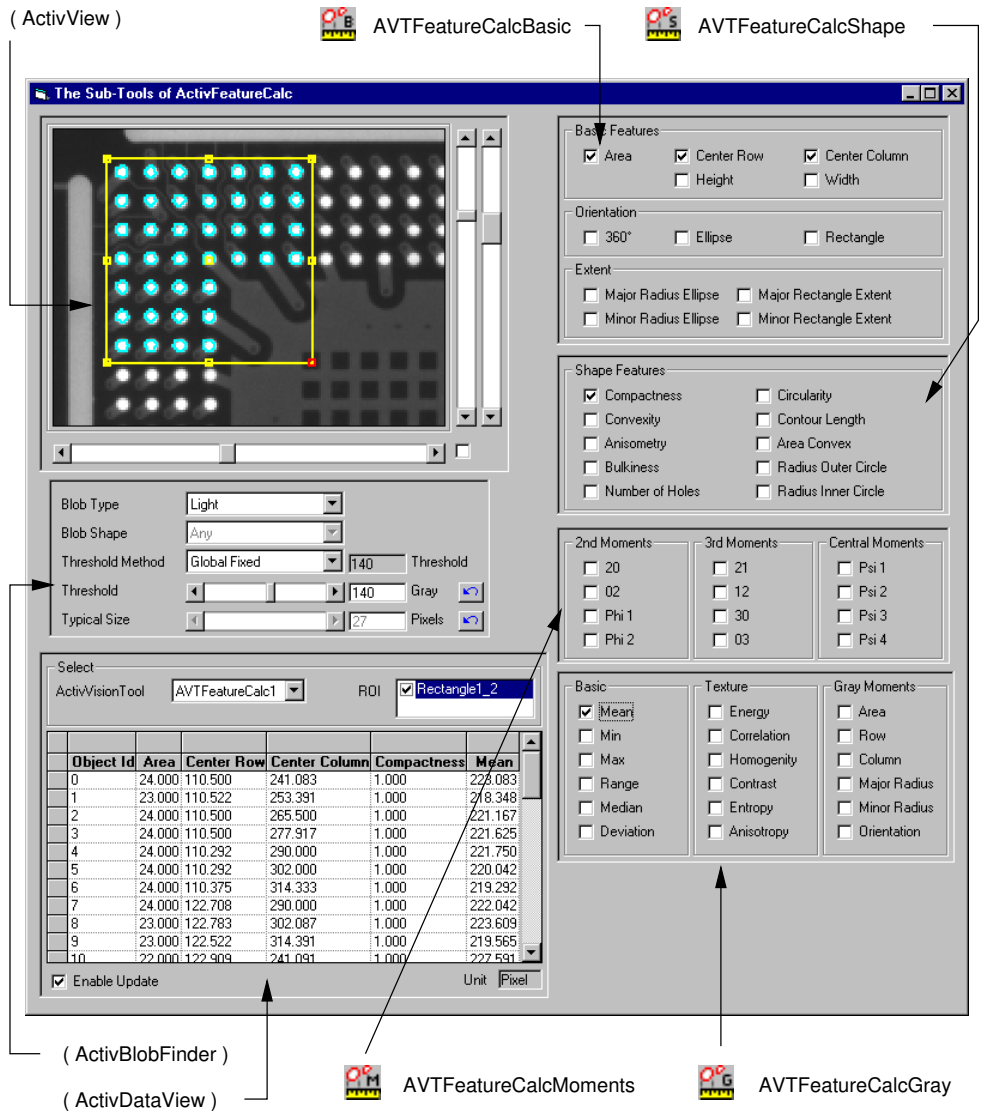 ( ActivView )
B AVTFeatureCalcBasic
S AVTFeatureCalcShape
The Sub-Tools of ActivFeatureCalc
Basic Features
Area Center Row Center Column
Height Width
Orientation
360° Ellipse Rectangle
Extent
Major Radius Ellipse Major Rectangle Extent
Minor Radius Ellipse Minor Rectangle Extent
Shape Features
Compactness Circularity
Convexity Contour Length
Anisometry Area Convex
Bulkiness Radius Outer Circle
Number of Holes Radius Inner Circle
Blob Type Light
Blob Shape Any
Threshold Method Global Fixed 140 Threshold
Threshold 140 Gray
Typical Size 27 Pixels
2nd Moments 3rd Moments Central Moments
20 21 Psi 1
02 12 Psi 2
Phi 1 30 Psi 3
Phi 2 03 Psi 4
Select
ActivVisionTool AVTFeatureCalc1 ROI Rectangle1_2
Basic Texture Gray Moments
Mean Energy Area
Min Correlation Row
Max Homogenity Column
Range Contrast Major Radius
Median Entropy Minor Radius
Deviation Anisotropy Orientation
Object Id Area Center Row Center Column Compactness Mean
0 24.000 110.500 241.083 1.000 223.083
1 23.000 110.522 253.391 1.000 218.348
2 24.000 110.500 265.500 1.000 221.167
3 24.000 110.500 277.917 1.000 221.625
4 24.000 110.292 290.000 1.000 221.750
5 24.000 110.292 302.000 1.000 220.042
6 24.000 110.375 314.333 1.000 219.292
7 24.000 122.708 290.000 1.000 222.042
8 23.000 122.783 302.087 1.000 223.609
9 23.000 122.522 314.391 1.000 219.565
10 22.000 122.909 241.091 1.000 227.591
Enable Update Unit Pixel
( ActivBlobFinder )
( ActivDataView )
M AVTFeatureCalcMoments
G AVTFeatureCalcGray